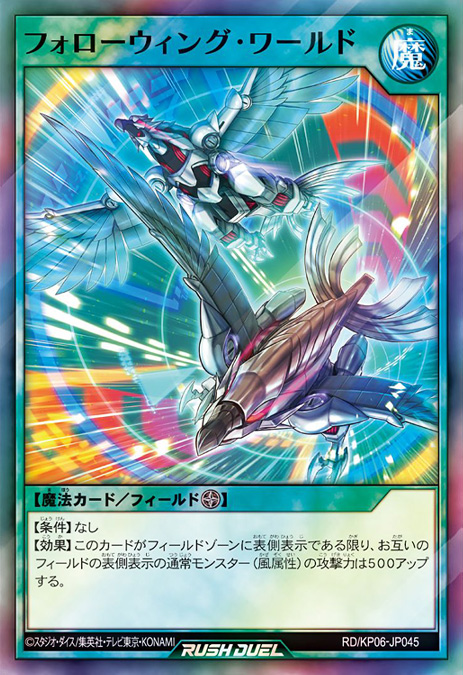 フォローウィング・ワールド
魔
ま
【魔法カード／フィールド】
【条件】なし
【効果】このカードがフィールドゾーンに表側表示である限り、お互いの
フィールドの表側表示の通常モンスター（風属性）の攻撃力は500アップ
する。
©スタジオ・ダイス/集英社・テレビ東京・KONAMI
RUSH DUEL
RD/KP06-JP045